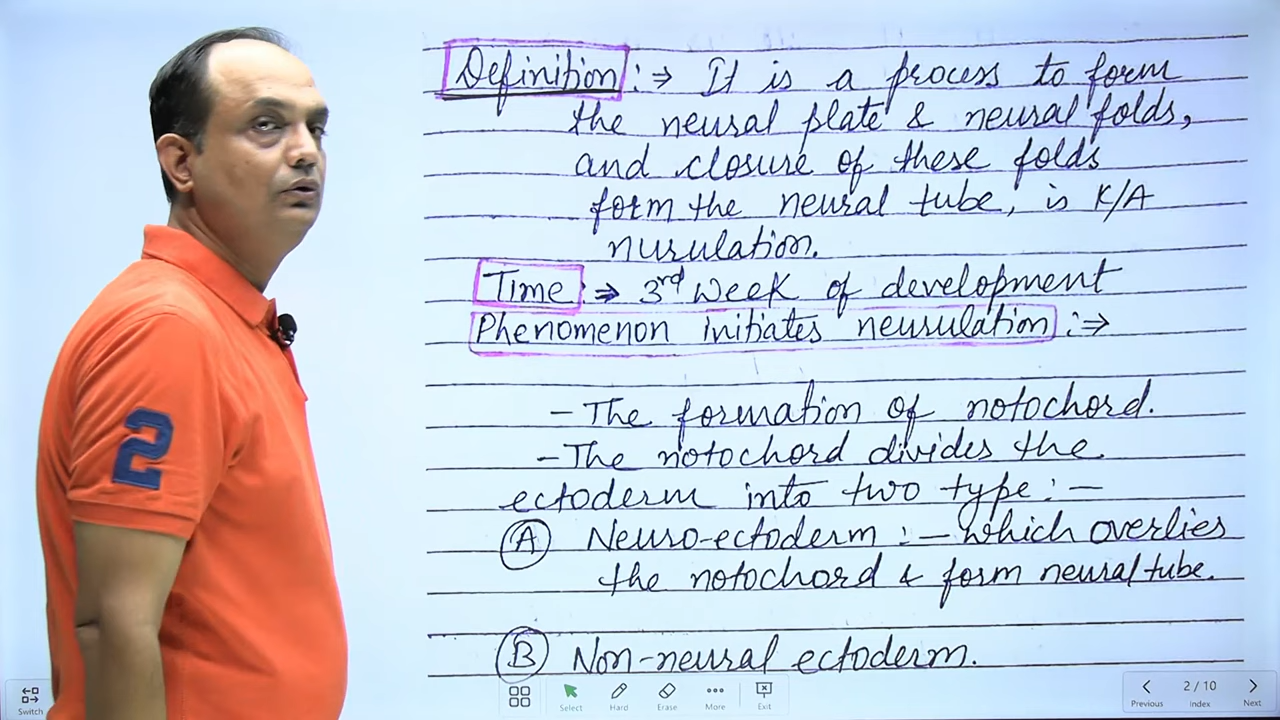 Definition :⇒ It is a process to form
the neural plate & neural folds,
and closure of these folds
form the neural tube, is K/A
nurulation.
Time :⇒ 3rd week of development
Phenomenon initiates neurulation :⇒
- The formation of notochord.
- The notochord divides the
ectoderm into two type :-
(A) Neuro-ectoderm :- which overlies
the notochord & form neural tube.
(B) Non-neural ectoderm.
2
Switch
Select
Hard
Erase
More
Exit
Previous
2 / 10
Index
Next